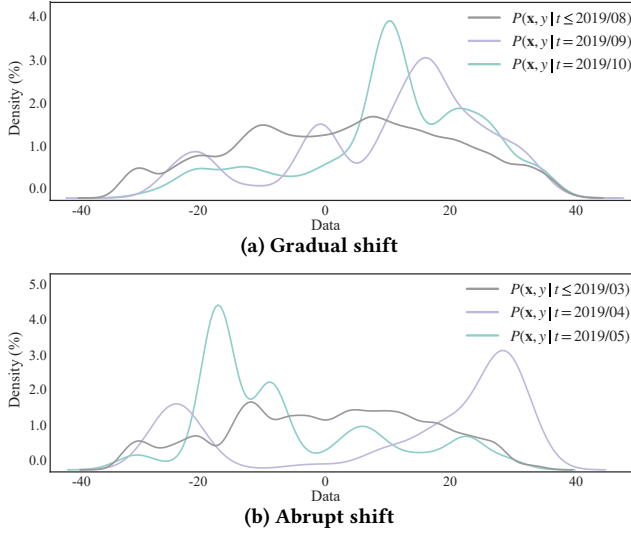 4.0
3.0
2.0
1.0
0.0
Density (%)
P(x, y | t ≤ 2019/08)
P(x, y | t = 2019/09)
P(x, y | t = 2019/10)
-40 -20 0 20 40
Data
(a) Gradual shift
5.0
4.0
3.0
2.0
1.0
0.0
Density (%)
P(x, y | t ≤ 2019/03)
P(x, y | t = 2019/04)
P(x, y | t = 2019/05)
-40 -20 0 20 40
Data
(b) Abrupt shift